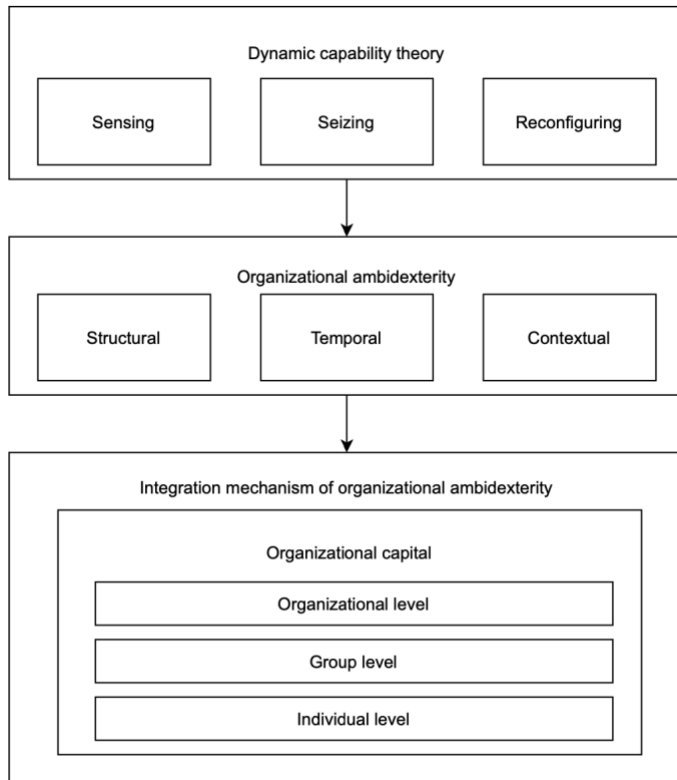 Dynamic capability theory
Sensing
Seizing
Reconfiguring
Organizational ambidexterity
Structural
Temporal
Contextual
Integration mechanism of organizational ambidexterity
Organizational capital
Organizational level
Group level
Individual level